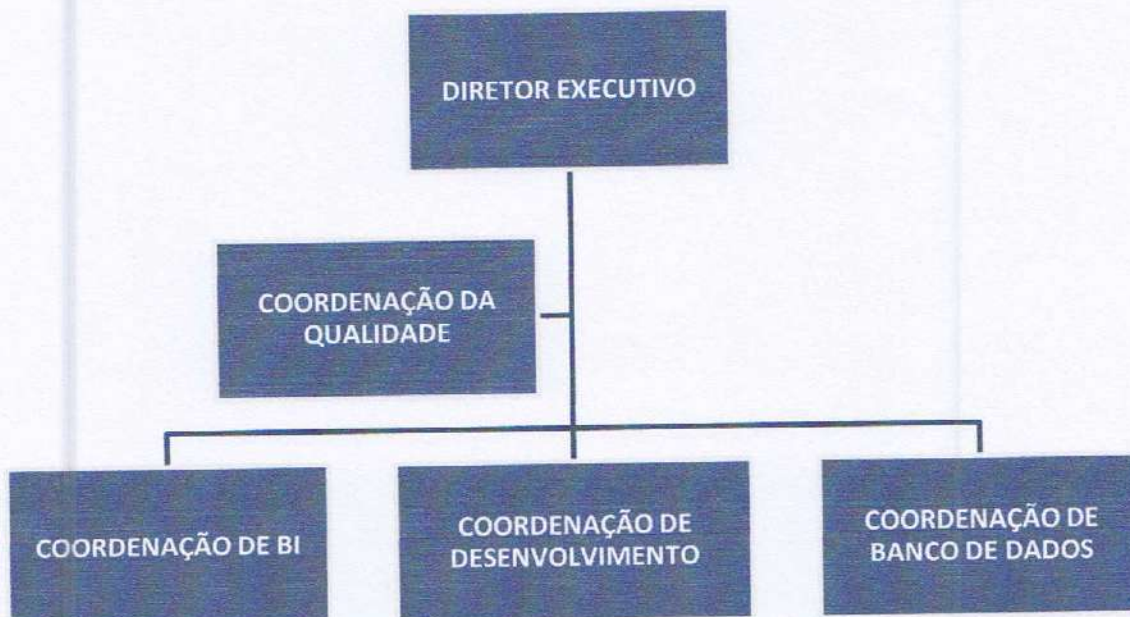 DIRETOR EXECUTIVO
COORDENAÇÃO DA
QUALIDADE
COORDENAÇÃO DE BI
COORDENAÇÃO DE
DESENVOLVIMENTO
COORDENAÇÃO DE
BANCO DE DADOS